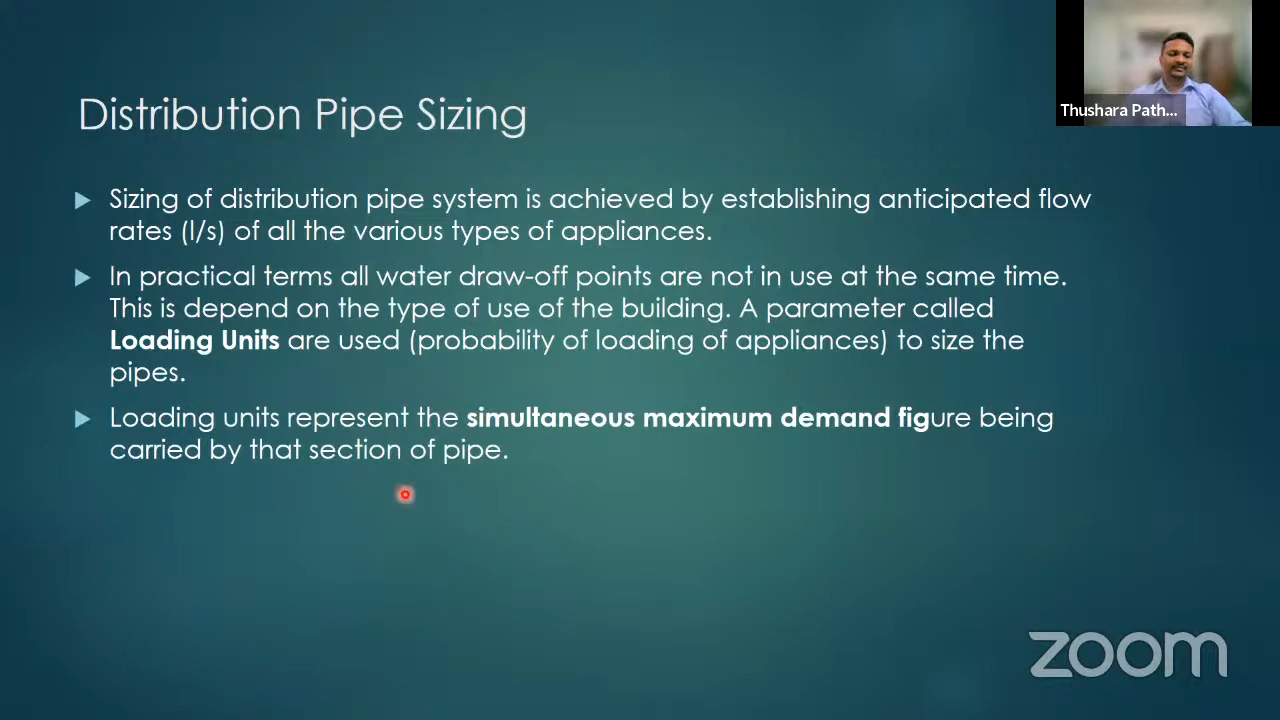 Distribution Pipe Sizing
Thushara Path...
Sizing of distribution pipe system is achieved by establishing anticipated flow
rates (l/s) of all the various types of appliances.
In practical terms all water draw-off points are not in use at the same time.
This is depend on the type of use of the building. A parameter called
Loading Units are used (probability of loading of appliances) to size the
pipes.
Loading units represent the simultaneous maximum demand figure being
carried by that section of pipe.
zoom